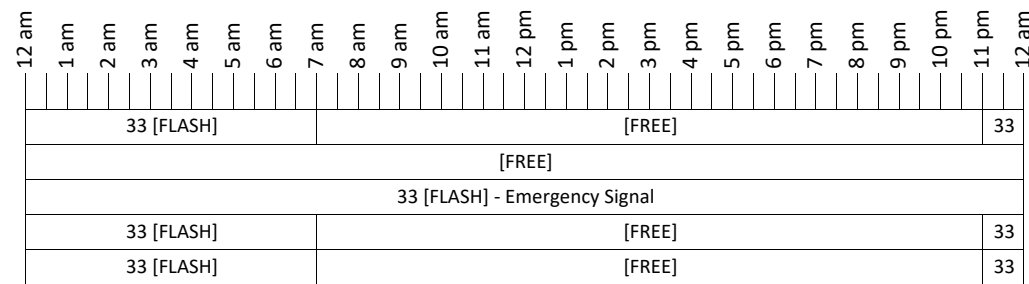 12 am 1 am 2 am 3 am 4 am 5 am 6 am 7 am 8 am 9 am 10 am 11 am 12 pm 1 pm 2 pm 3 pm 4 pm 5 pm 6 pm 7 pm 8 pm 9 pm 10 pm 11 pm 12 am
33 [FLASH] [FREE] 33
[FREE]
33 [FLASH] - Emergency Signal
33 [FLASH] [FREE] 33
33 [FLASH] [FREE] 33